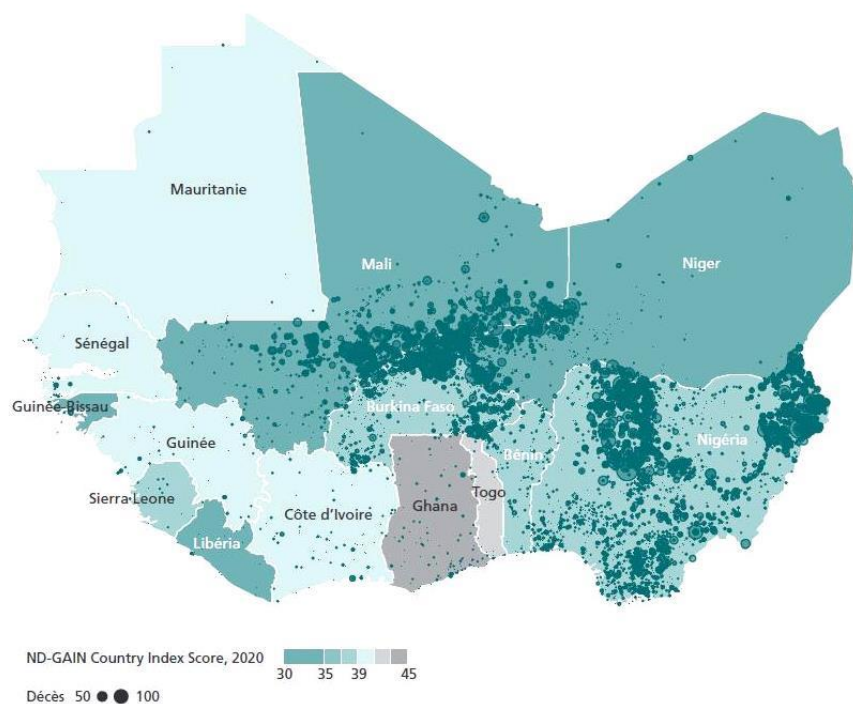 Mauritanie
Mali
Niger
Sénégal
Guinée-Bissau
Burkina Faso
Guinée
Bénin
Nigéria
Sierra Leone
Côte d'Ivoire
Ghana
Togo
Libéria
ND-GAIN Country Index Score, 2020
30 35 39 45
Décès 50 100